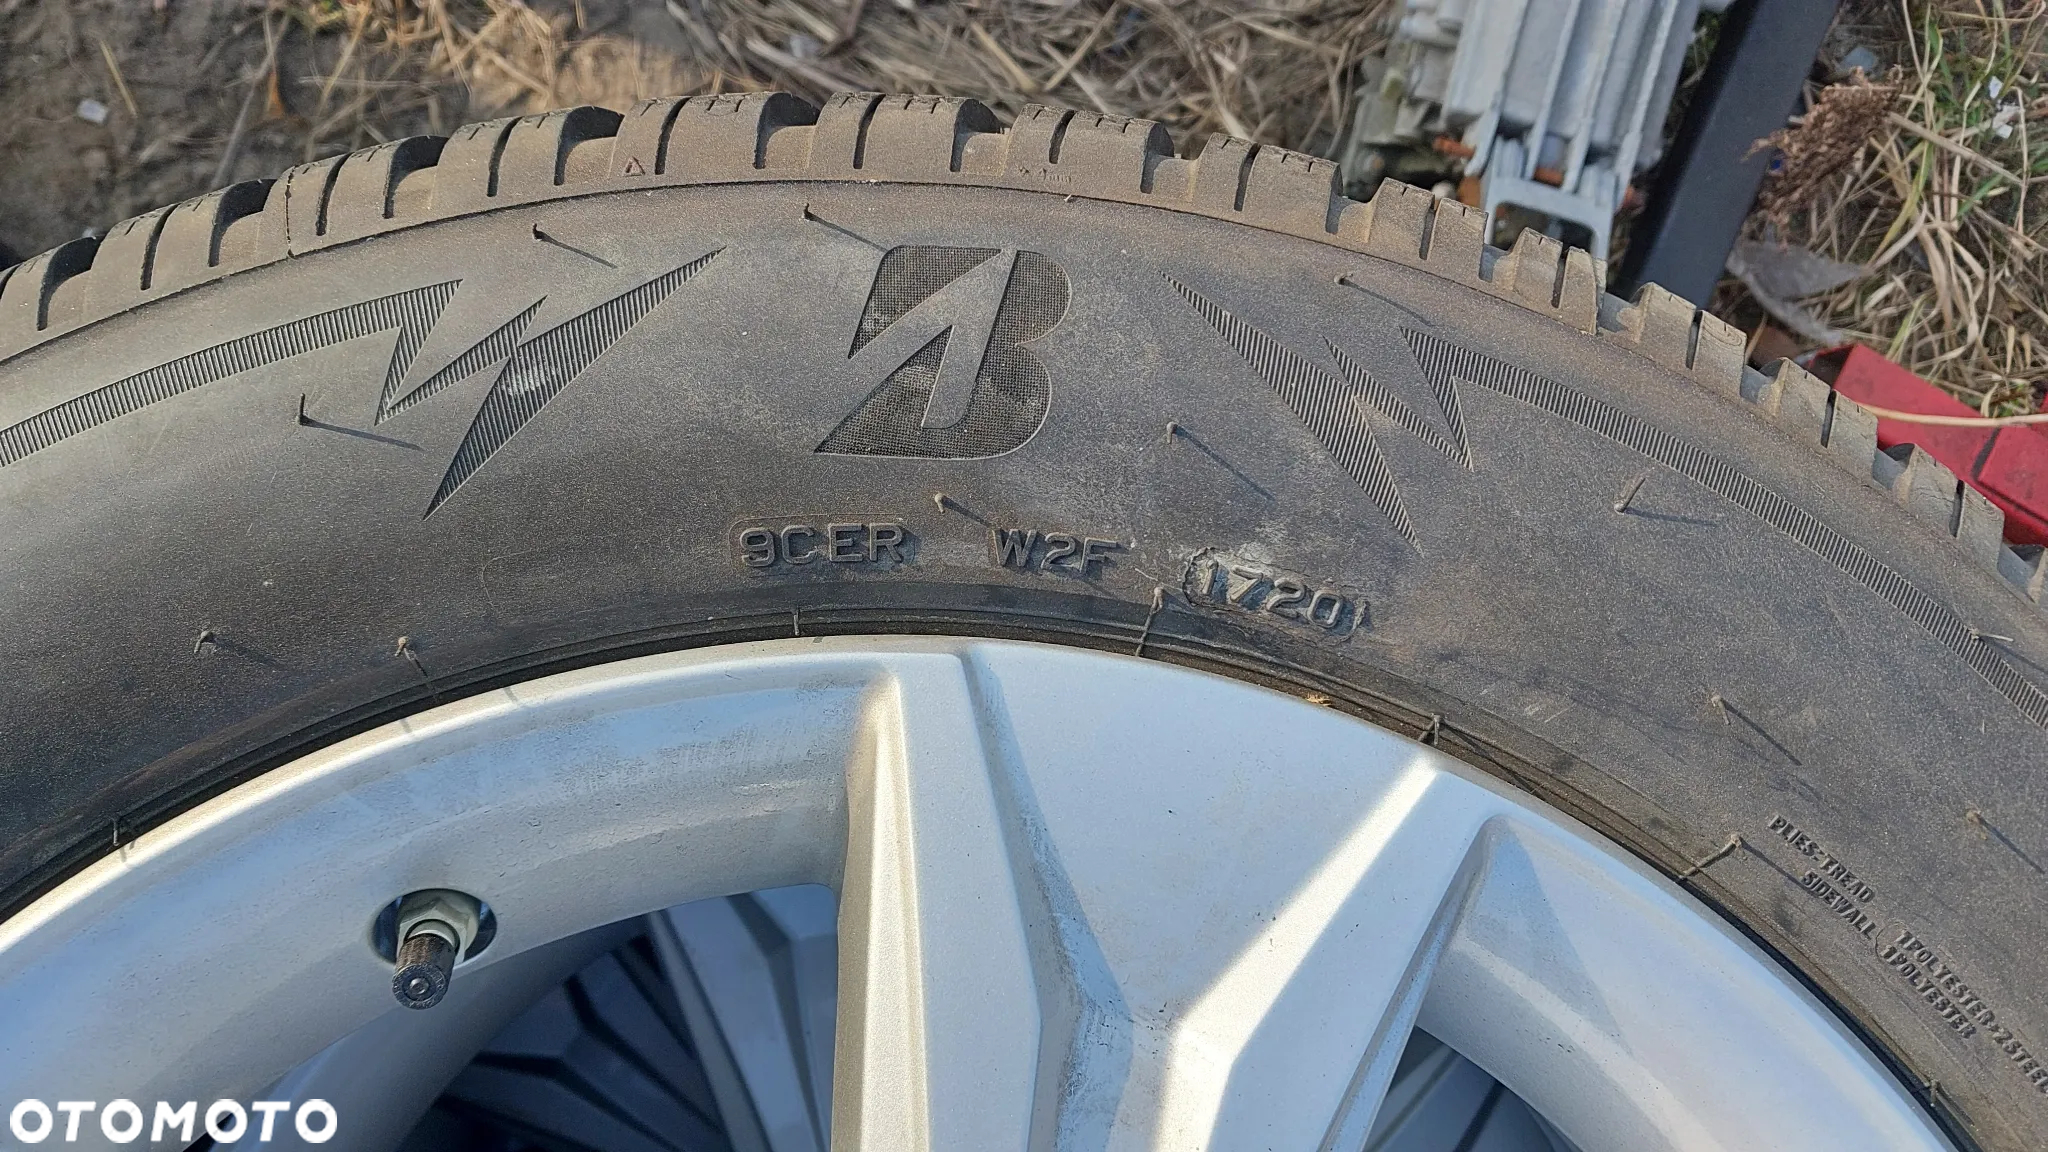 B
9CER W2F 1720
PLIES-TREAD
SIDEWALL
1POLYESTER+2STEEL
1POLYESTER
OTOMOTO